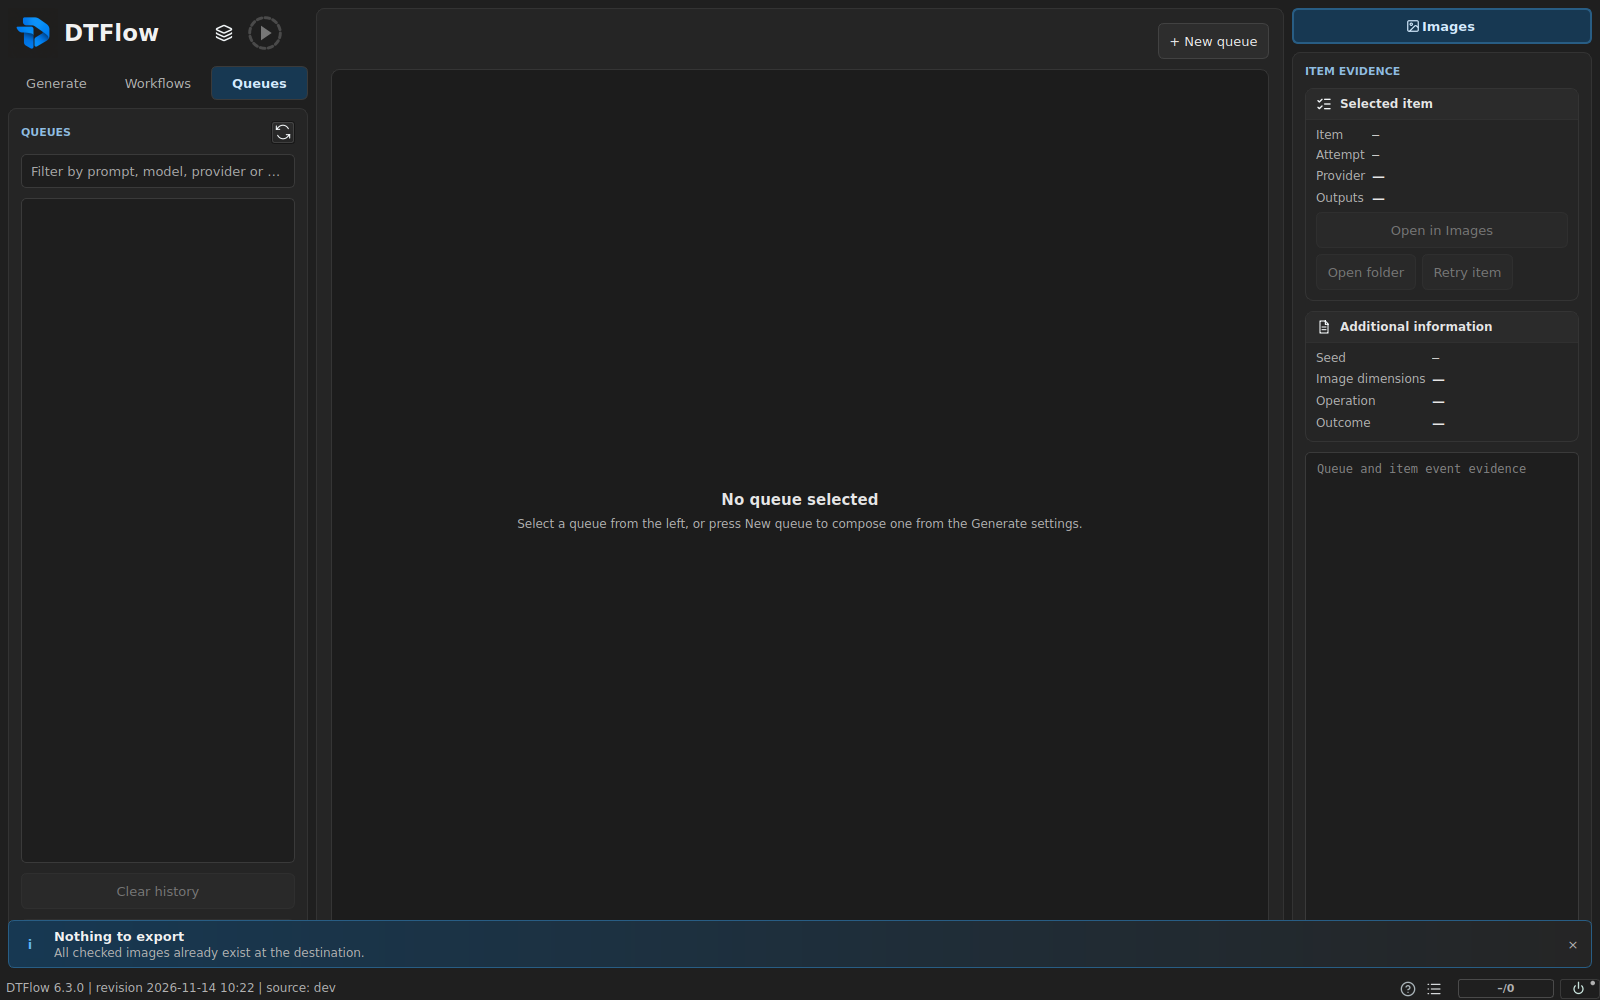 DTFlow
Generate
Workflows
Queues
QUEUES
Filter by prompt, model, provider or ...
Clear history
+ New queue
No queue selected
Select a queue from the left, or press New queue to compose one from the Generate settings.
Images
ITEM EVIDENCE
Selected item
Item –
Attempt –
Provider —
Outputs —
Open in Images
Open folder
Retry item
Additional information
Seed –
Image dimensions —
Operation —
Outcome —
Queue and item event evidence
i
Nothing to export
All checked images already exist at the destination.
×
DTFlow 6.3.0 | revision 2026-11-14 10:22 | source: dev
–/0